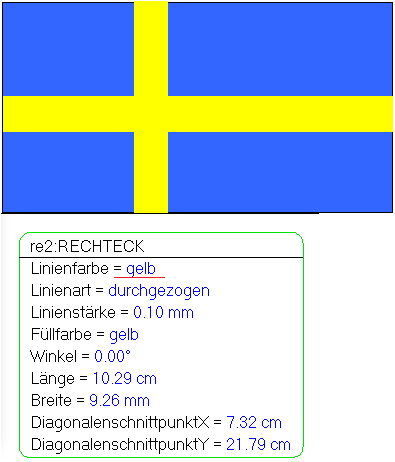 re2:RECHTECK
Linienfarbe = gelb
Linienart = durchgezogen
Linienstärke = 0.10 mm
Füllfarbe = gelb
Winkel = 0.00°
Länge = 10.29 cm
Breite = 9.26 mm
DiagonalenschnittpunktX = 7.32 cm
DiagonalenschnittpunktY = 21.79 cm